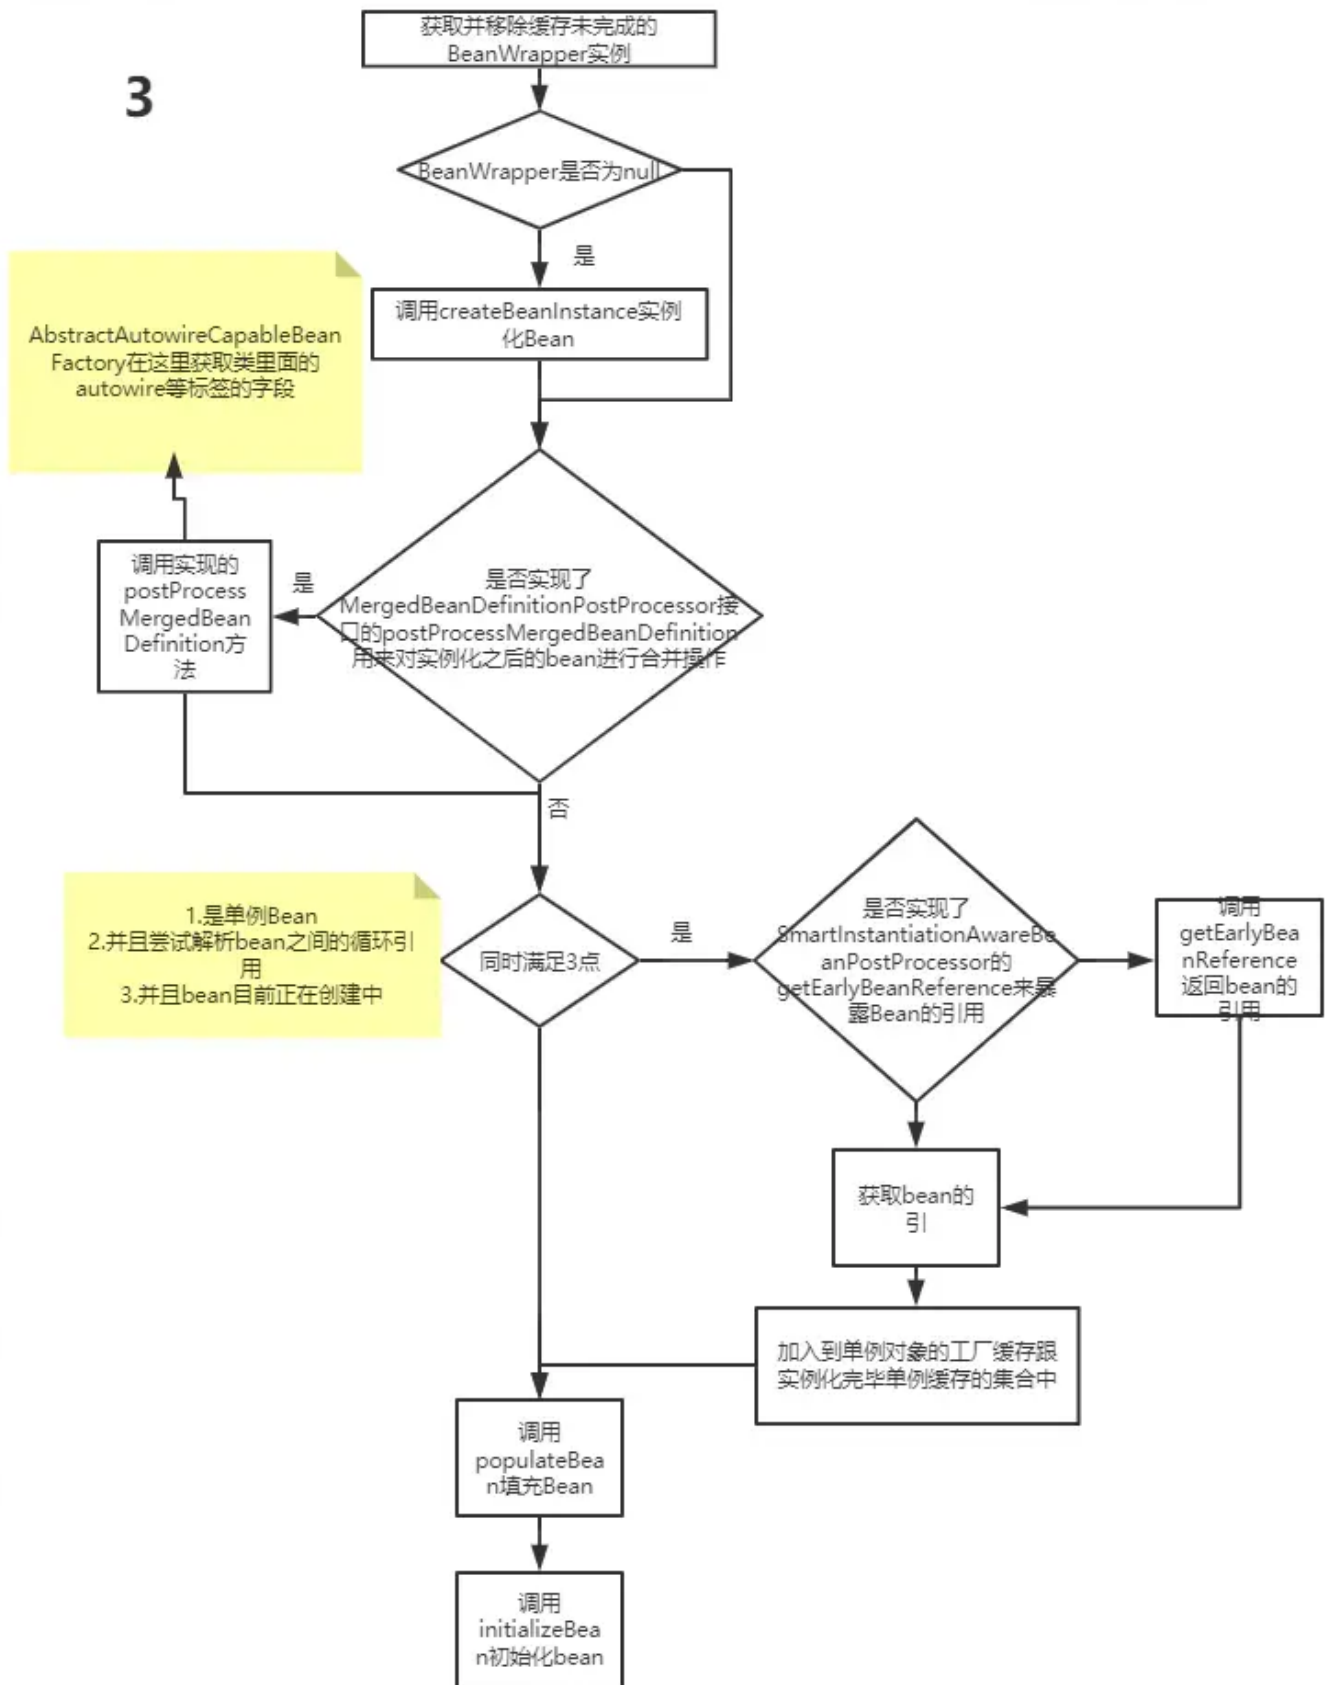 获取并移除缓存未完成的
BeanWrapper实例
3
BeanWrapper是否为null
是
调用createBeanInstance实例
化Bean
AbstractAutowireCapableBean
Factory在这里获取类里面的
autowire等标签的字段
调用实现的
postProcess
MergedBean
Definition方
法
是
是否实现了
MergedBeanDefinitionPostProcessor接
口的postProcessMergedBeanDefinition
用来对实例化之后的bean进行合并操作
否
1.是单例Bean
2.并且尝试解析bean之间的循环引
用
3.并且bean目前正在创建中
同时满足3点
是
是否实现了
SmartInstantiationAwareBe
anPostProcessor的
getEarlyBeanReference来暴
露Bean的引用
调用
getEarlyBea
nReference
返回bean的
引用
获取bean的
引
加入到单例对象的工厂缓存跟
实例化完毕单例缓存的集合中
调用
populateBea
n填充Bean
调用
initializeBea
n初始化bean